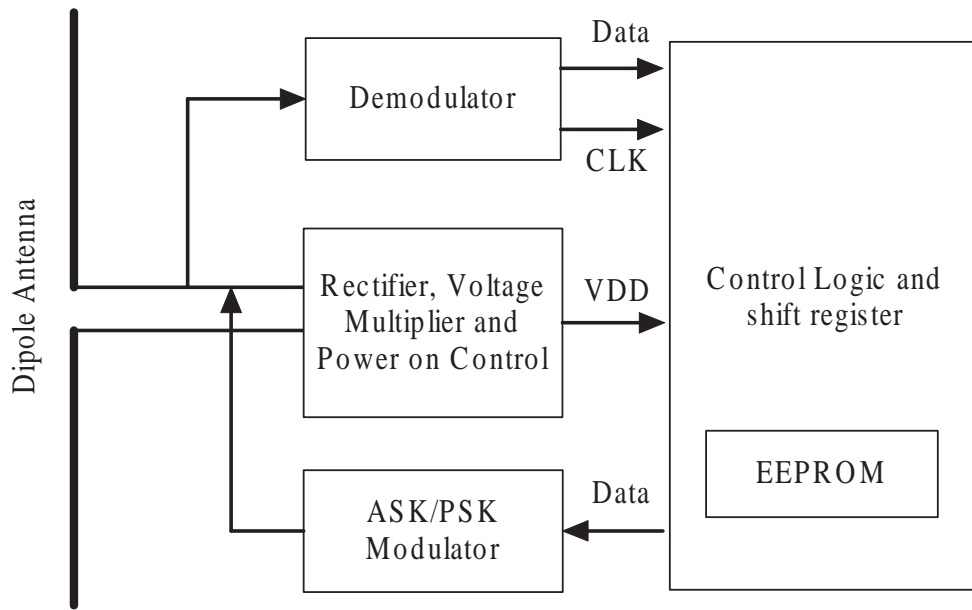 Dipole Antenna
Demodulator
Data
CLK
Rectifier, Voltage
Multiplier and
Power on Control
VDD
Control Logic and
shift register
EEPROM
ASK/PSK
Modulator
Data